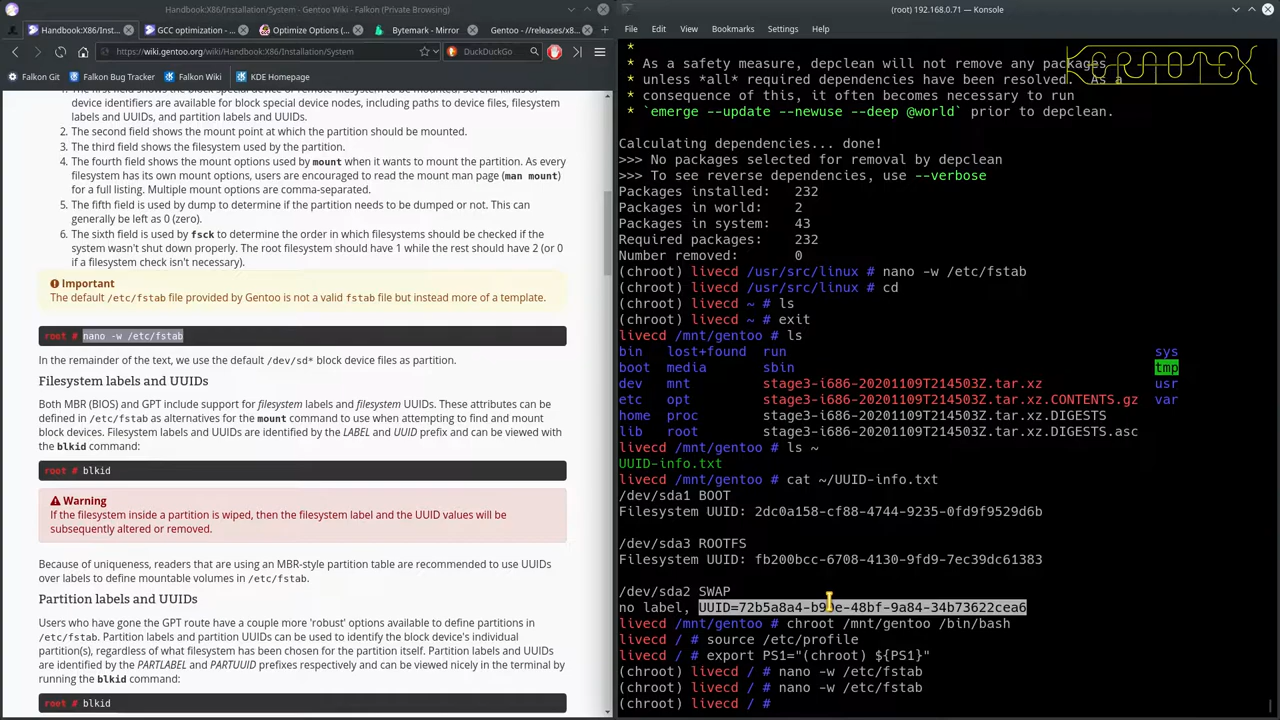 Handbook:X86/Installation/System - Gentoo Wiki - Falkon (Private Browsing)
Handbook:X86/Inst...
GCC optimization - ...
Optimize Options (...
Bytemark - Mirror
Gentoo - //releases/x8...
https://wiki.gentoo.org/wiki/Handbook:X86/Installation/System
DuckDuckGo
Falkon Git
Falkon Bug Tracker
Falkon Wiki
KDE Homepage
device identifiers are available for block special device nodes, including paths to device files, filesystem
labels and UUIDs, and partition labels and UUIDs.
2. The second field shows the mount point at which the partition should be mounted.
3. The third field shows the filesystem used by the partition.
4. The fourth field shows the mount options used by mount when it wants to mount the partition. As every
filesystem has its own mount options, users are encouraged to read the mount man page (man mount)
for a full listing. Multiple mount options are comma-separated.
5. The fifth field is used by dump to determine if the partition needs to be dumped or not. This can
generally be left as 0 (zero).
6. The sixth field is used by fsck to determine the order in which filesystems should be checked if the
system wasn't shut down properly. The root filesystem should have 1 while the rest should have 2 (or 0
if a filesystem check isn't necessary).
Important
The default /etc/fstab file provided by Gentoo is not a valid fstab file but instead more of a template.
root # nano -w /etc/fstab
In the remainder of the text, we use the default /dev/sd* block device files as partition.
Filesystem labels and UUIDs
Both MBR (BIOS) and GPT include support for filesystem labels and filesystem UUIDs. These attributes can be
defined in /etc/fstab as alternatives for the mount command to use when attempting to find and mount
block devices. Filesystem labels and UUIDs are identified by the LABEL and UUID prefix and can be viewed with
the blkid command:
root # blkid
Warning
If the filesystem inside a partition is wiped, then the filesystem label and the UUID values will be
subsequently altered or removed.
Because of uniqueness, readers that are using an MBR-style partition table are recommended to use UUIDs
over labels to define mountable volumes in /etc/fstab.
Partition labels and UUIDs
Users who have gone the GPT route have a couple more 'robust' options available to define partitions in
/etc/fstab. Partition labels and partition UUIDs can be used to identify the block device's individual
partition(s), regardless of what filesystem has been chosen for the partition itself. Partition labels and UUIDs
are identified by the PARTLABEL and PARTUUID prefixes respectively and can be viewed nicely in the terminal by
running the blkid command:
root # blkid
(root) 192.168.0.71 — Konsole
File Edit View Bookmarks Settings Help
*
* As a safety measure, depclean will not remove any packages
* unless *all* required dependencies have been resolved. As a
* consequence of this, it often becomes necessary to run
* `emerge --update --newuse --deep @world` prior to depclean.
Calculating dependencies... done!
>>> No packages selected for removal by depclean
>>> To see reverse dependencies, use --verbose
Packages installed: 232
Packages in world: 2
Packages in system: 43
Required packages: 232
Number removed: 0
(chroot) livecd /usr/src/linux # nano -w /etc/fstab
(chroot) livecd /usr/src/linux # cd
(chroot) livecd ~ # ls
(chroot) livecd ~ # exit
livecd /mnt/gentoo # ls
bin lost+found run sys
boot media sbin tmp
dev mnt stage3-i686-20201109T214503Z.tar.xz usr
etc opt stage3-i686-20201109T214503Z.tar.xz.CONTENTS.gz var
home proc stage3-i686-20201109T214503Z.tar.xz.DIGESTS
lib root stage3-i686-20201109T214503Z.tar.xz.DIGESTS.asc
livecd /mnt/gentoo # ls ~
UUID-info.txt
livecd /mnt/gentoo # cat ~/UUID-info.txt
/dev/sda1 BOOT
Filesystem UUID: 2dc0a158-cf88-4744-9235-0fd9f9529d6b
/dev/sda3 ROOTFS
Filesystem UUID: fb200bcc-6708-4130-9fd9-7ec39dc61383
/dev/sda2 SWAP
no label,
livecd /mnt/gentoo # chroot /mnt/gentoo /bin/bash
livecd / # source /etc/profile
livecd / # export PS1="(chroot) ${PS1}"
(chroot) livecd / # nano -w /etc/fstab
(chroot) livecd / # nano -w /etc/fstab
(chroot) livecd / #